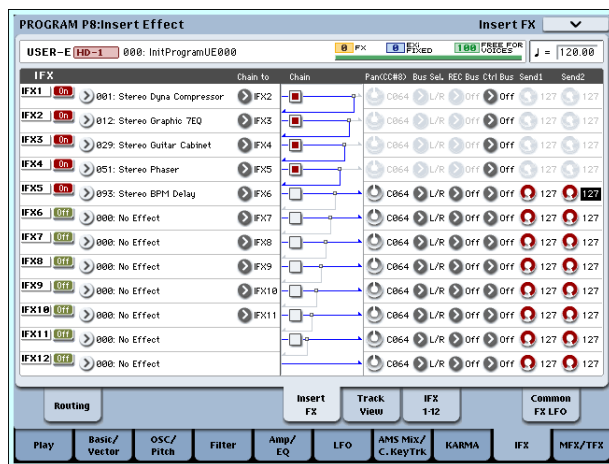 PROGRAM P8:Insert Effect Insert FX
USER-E HD-1 000: InitProgramUE000 0 FX 0 EXi FIXED 100 FREE FOR VOICES ♩= 120.00
IFX Chain to Chain Pan(CC#8) Bus Sel. REC Bus Ctrl Bus Send1 Send2
IFX1 On 001: Stereo Dyna Compressor IFX2 C064 L/R Off Off 127 127
IFX2 On 012: Stereo Graphic 7EQ IFX3 C064 L/R Off Off 127 127
IFX3 On 029: Stereo Guitar Cabinet IFX4 C064 L/R Off Off 127 127
IFX4 On 051: Stereo Phaser IFX5 C064 L/R Off Off 127 127
IFX5 On 093: Stereo BPM Delay IFX6 C064 L/R Off Off 127 127
IFX6 Off 000: No Effect IFX7 C064 L/R Off Off 127 127
IFX7 Off 000: No Effect IFX8 C064 L/R Off Off 127 127
IFX8 Off 000: No Effect IFX9 C064 L/R Off Off 127 127
IFX9 Off 000: No Effect IFX10 C064 L/R Off Off 127 127
IFX10 Off 000: No Effect IFX11 C064 L/R Off Off 127 127
IFX11 Off 000: No Effect C064 L/R Off Off 127 127
IFX12 Off 000: No Effect C064 L/R Off Off 127 127
Routing Insert FX Track View IFX 1-12 Common FX LFO
Play Basic/Vector OSC/Pitch Filter Amp/EQ LFO AMS Mix/C.KeyTrk KARMA IFX MFX/TFX